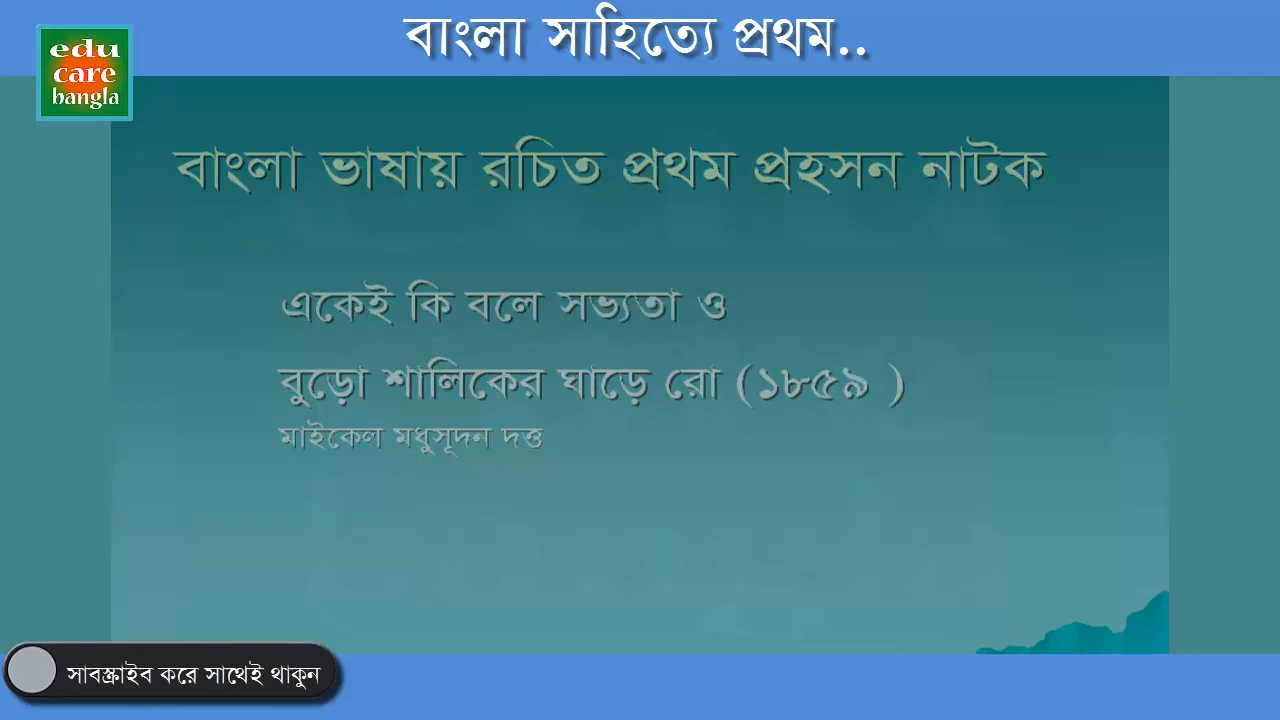 বাংলা সাহিত্যে প্রথম..
edu
care
bangla
বাংলা ভাষায় রচিত প্রথম প্রহসন নাটক
একেই কি বলে সভ্যতা ও
বুড়ো শালিকের ঘাড়ে রো (১৮৫৯ )
মাইকেল মধুসূদন দত্ত
সাবস্ক্রাইব করে সাথেই থাকুন